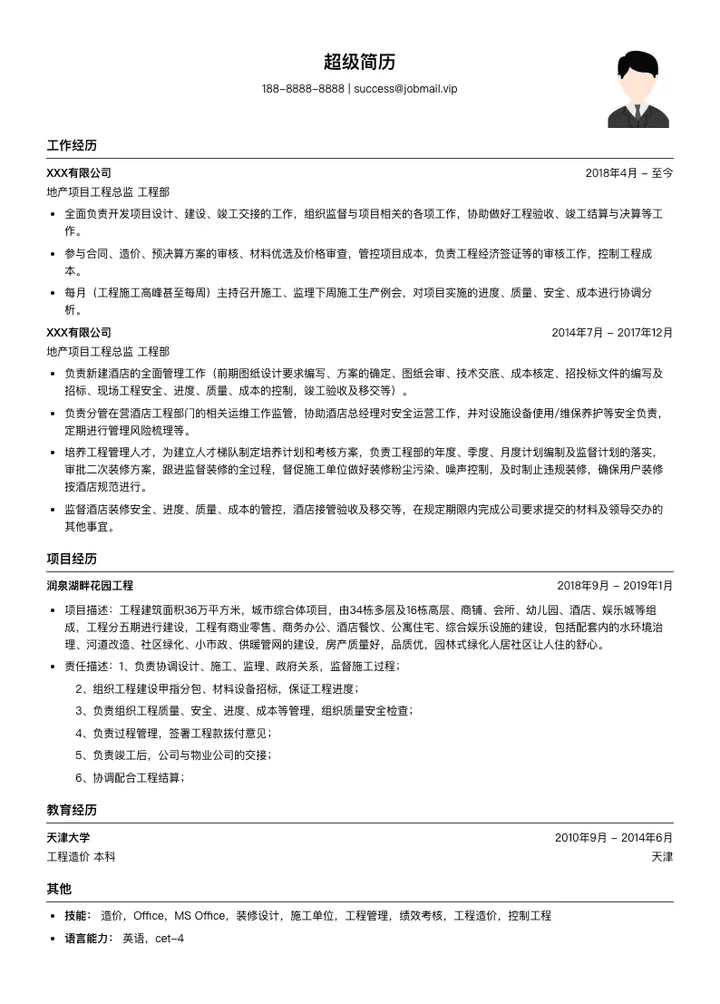 超级简历
188-8888-8888 | success@jobmail.vip
工作经历
XXX有限公司 2018年4月 – 至今
地产项目工程总监 工程部
• 全面负责开发项目设计、建设、竣工交接的工作，组织监督与项目相关的各项工作，协助做好工程验收、竣工结算与决算等工
作。
• 参与合同、造价、预决算方案的审核、材料优选及价格审查，管控项目成本，负责工程经济签证等的审核工作，控制工程成
本。
• 每月（工程施工高峰甚至每周）主持召开施工、监理下周施工生产例会，对项目实施的进度、质量、安全、成本进行协调分
析。
XXX有限公司 2014年7月 – 2017年12月
地产项目工程总监 工程部
• 负责新建酒店的全面管理工作（前期图纸设计要求编写、方案的确定、图纸会审、技术交底、成本核定、招投标文件的编写及
招标、现场工程安全、进度、质量、成本的控制，竣工验收及移交等）。
• 负责分管在营酒店工程部门的相关运维工作监管，协助酒店总经理对安全运营工作，并对设施设备使用/维保养护等安全负责，
定期进行管理风险梳理等。
• 培养工程管理人才，为建立人才梯队制定培养计划和考核方案，负责工程部的年度、季度、月度计划编制及监督计划的落实，
审批二次装修方案，跟进监督装修的全过程，督促施工单位做好装修粉尘污染、噪声控制，及时制止违规装修，确保用户装修
按酒店规范进行。
• 监督酒店装修安全、进度、质量、成本的管控，酒店接管验收及移交等，在规定期限内完成公司要求提交的材料及领导交办的
其他事宜。
项目经历
润泉湖畔花园工程 2018年9月 – 2019年1月
• 项目描述：工程建筑面积36万平方米，城市综合体项目，由34栋多层及16栋高层、商铺、会所、幼儿园、酒店、娱乐城等组
成，工程分五期进行建设，工程有商业零售、商务办公、酒店餐饮、公寓住宅、综合娱乐设施的建设，包括配套内的水环境治
理、河道改造、社区绿化、小市政、供暖管网的建设，房产质量好，品质优，园林式绿化人居社区让人住的舒心。
• 责任描述：1、负责协调设计、施工、监理、政府关系，监督施工过程；
2、组织工程建设甲指分包、材料设备招标，保证工程进度；
3、负责组织工程质量、安全、进度、成本等管理，组织质量安全检查；
4、负责过程管理，签署工程款拨付意见；
5、负责竣工后，公司与物业公司的交接；
6、协调配合工程结算；
教育经历
天津大学 2010年9月 – 2014年6月
工程造价 本科 天津
其他
• 技能： 造价，Office，MS Office，装修设计，施工单位，工程管理，绩效考核，工程造价，控制工程
• 语言能力： 英语，cet-4